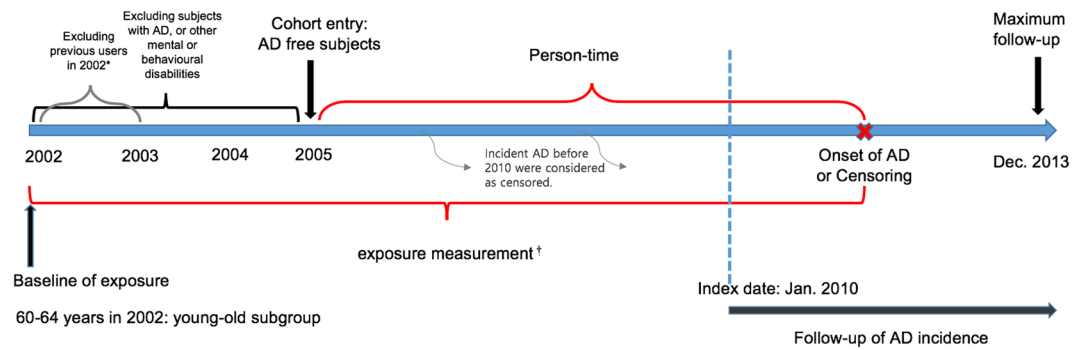 Excluding
previous users
in 2002*
Excluding subjects
with AD, or other
mental or
behavioural
disabilities
Cohort entry:
AD free subjects
Person-time
Maximum
follow-up
2002
2003
2004
2005
Incident AD before
2010 were considered
as censored.
Onset of AD
or Censoring
Dec. 2013
exposure measurement †
Baseline of exposure
Index date: Jan. 2010
60-64 years in 2002: young-old subgroup
Follow-up of AD incidence